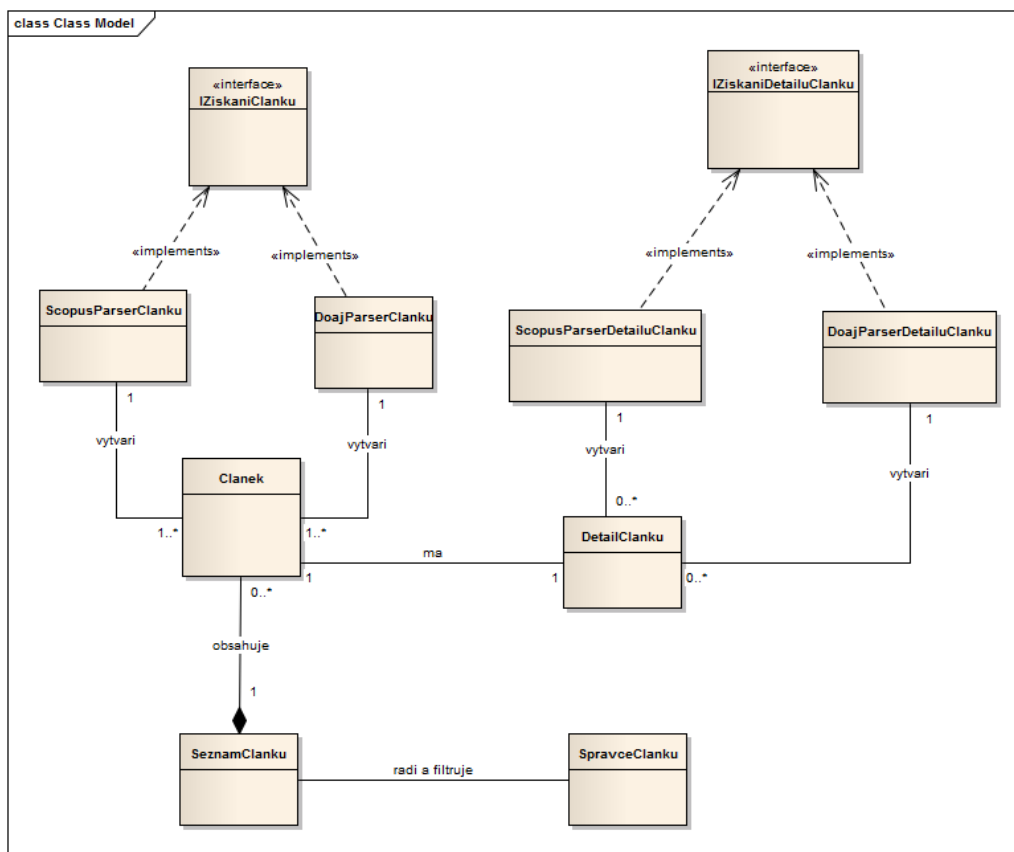 class Class Model
«interface»
IZiskaniClanku
«interface»
IZiskaniDetailuClanku
«implements»
«implements»
«implements»
«implements»
ScopusParserClanku
DoajParserClanku
ScopusParserDetailuClanku
DoajParserDetailuClanku
1
1
1
1
vytvari
vytvari
vytvari
vytvari
Clanek
1..*
1..*
0..*
DetailClanku
ma
1
1
0..*
0..*
obsahuje
1
SeznamClanku
radi a filtruje
SpravceClanku